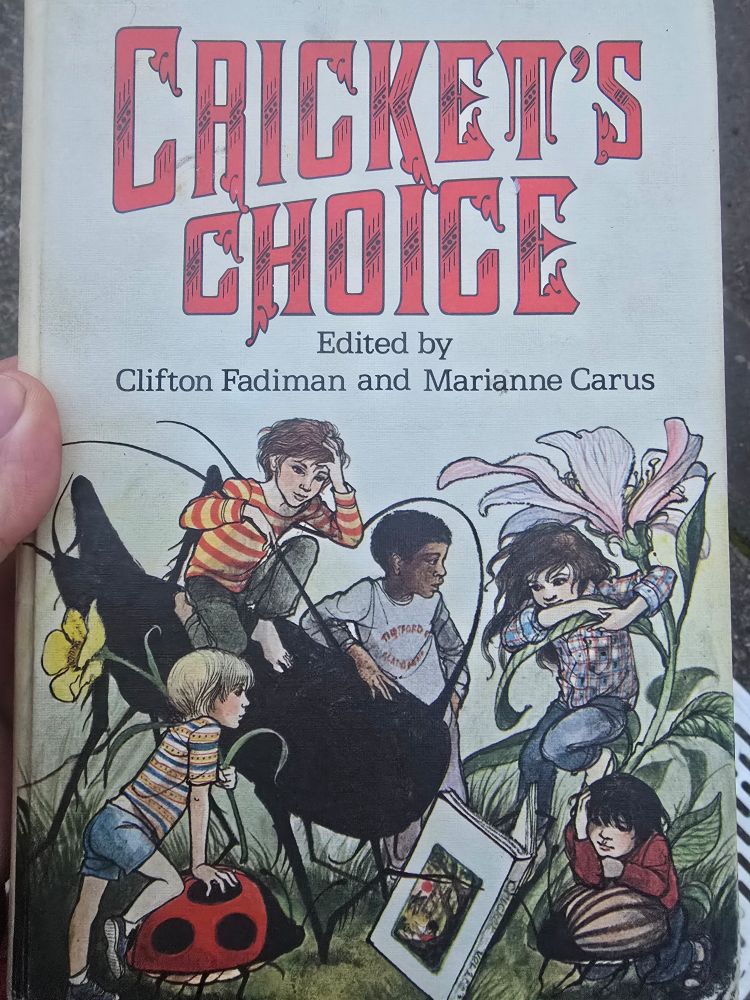 CRICKET'S
CHOICE
Edited by
Clifton Fadiman and Marianne Carus